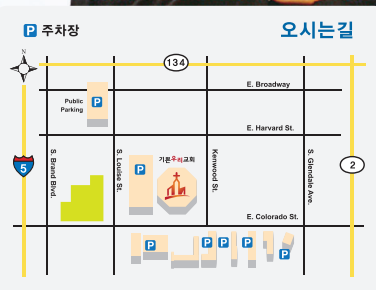 P 주차장
오시는길
134
E. Broadway
Public
Parking
P
E. Harvard St.
5
S. Brand Blvd.
S. Louise St.
P
기쁜우리교회
Kenwood St.
S. Glendale Ave.
2
E. Colorado St.
P
P
P
P
P